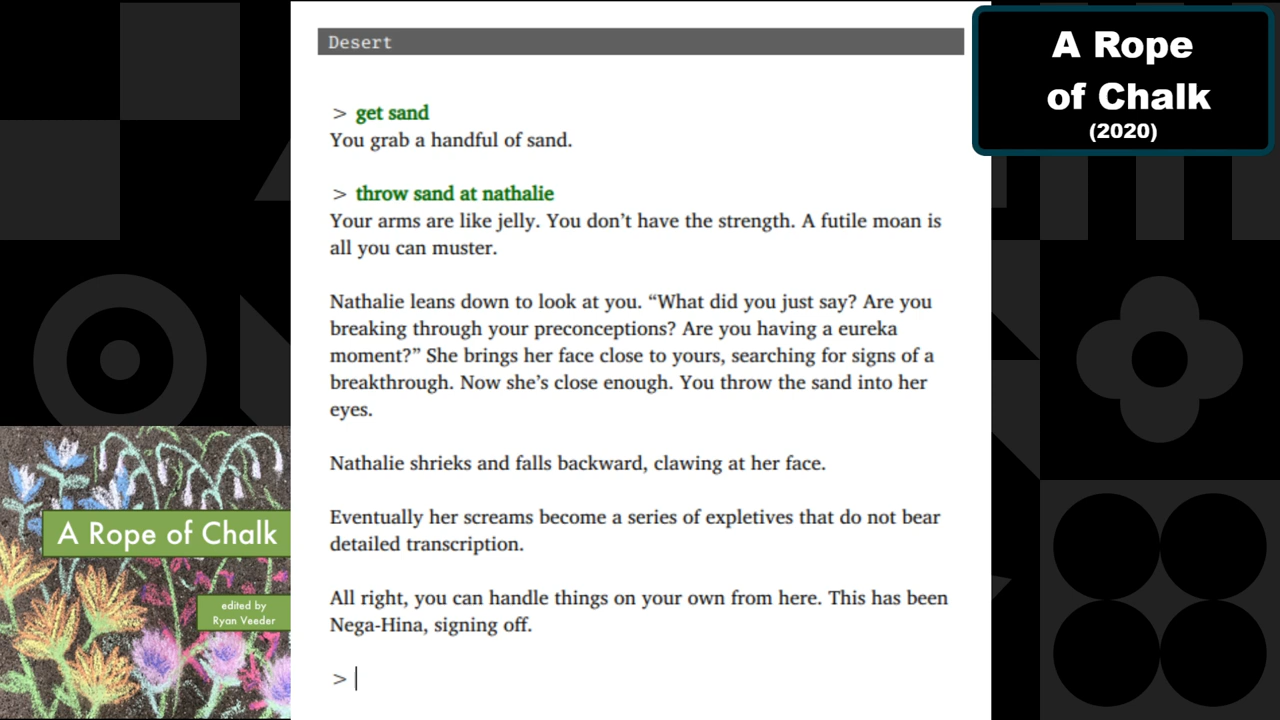 Desert
> get sand
You grab a handful of sand.
> throw sand at nathalie
Your arms are like jelly. You don’t have the strength. A futile moan is
all you can muster.
Nathalie leans down to look at you. “What did you just say? Are you
breaking through your preconceptions? Are you having a eureka
moment?” She brings her face close to yours, searching for signs of a
breakthrough. Now she’s close enough. You throw the sand into her
eyes.
Nathalie shrieks and falls backward, clawing at her face.
Eventually her screams become a series of expletives that do not bear
detailed transcription.
All right, you can handle things on your own from here. This has been
Nega-Hina, signing off.
>
A Rope
of Chalk
(2020)
A Rope of Chalk
edited by
Ryan Veeder